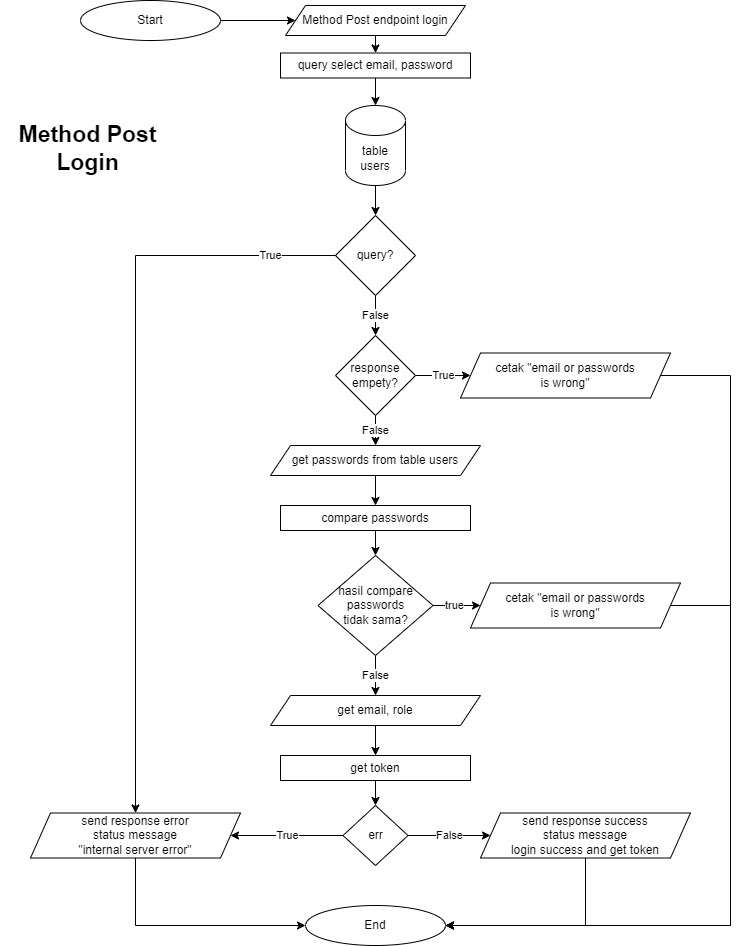 Start
Method Post endpoint login
query select email, password
Method Post
Login
table
users
query?
True
False
response
empety?
True
cetak "email or passwords
is wrong"
False
get passwords from table users
compare passwords
hasil compare
passwords
tidak sama?
true
cetak "email or passwords
is wrong"
False
get email, role
get token
send response error
status message
"internal server error"
True
err
False
send response success
status message
login success and get token
End